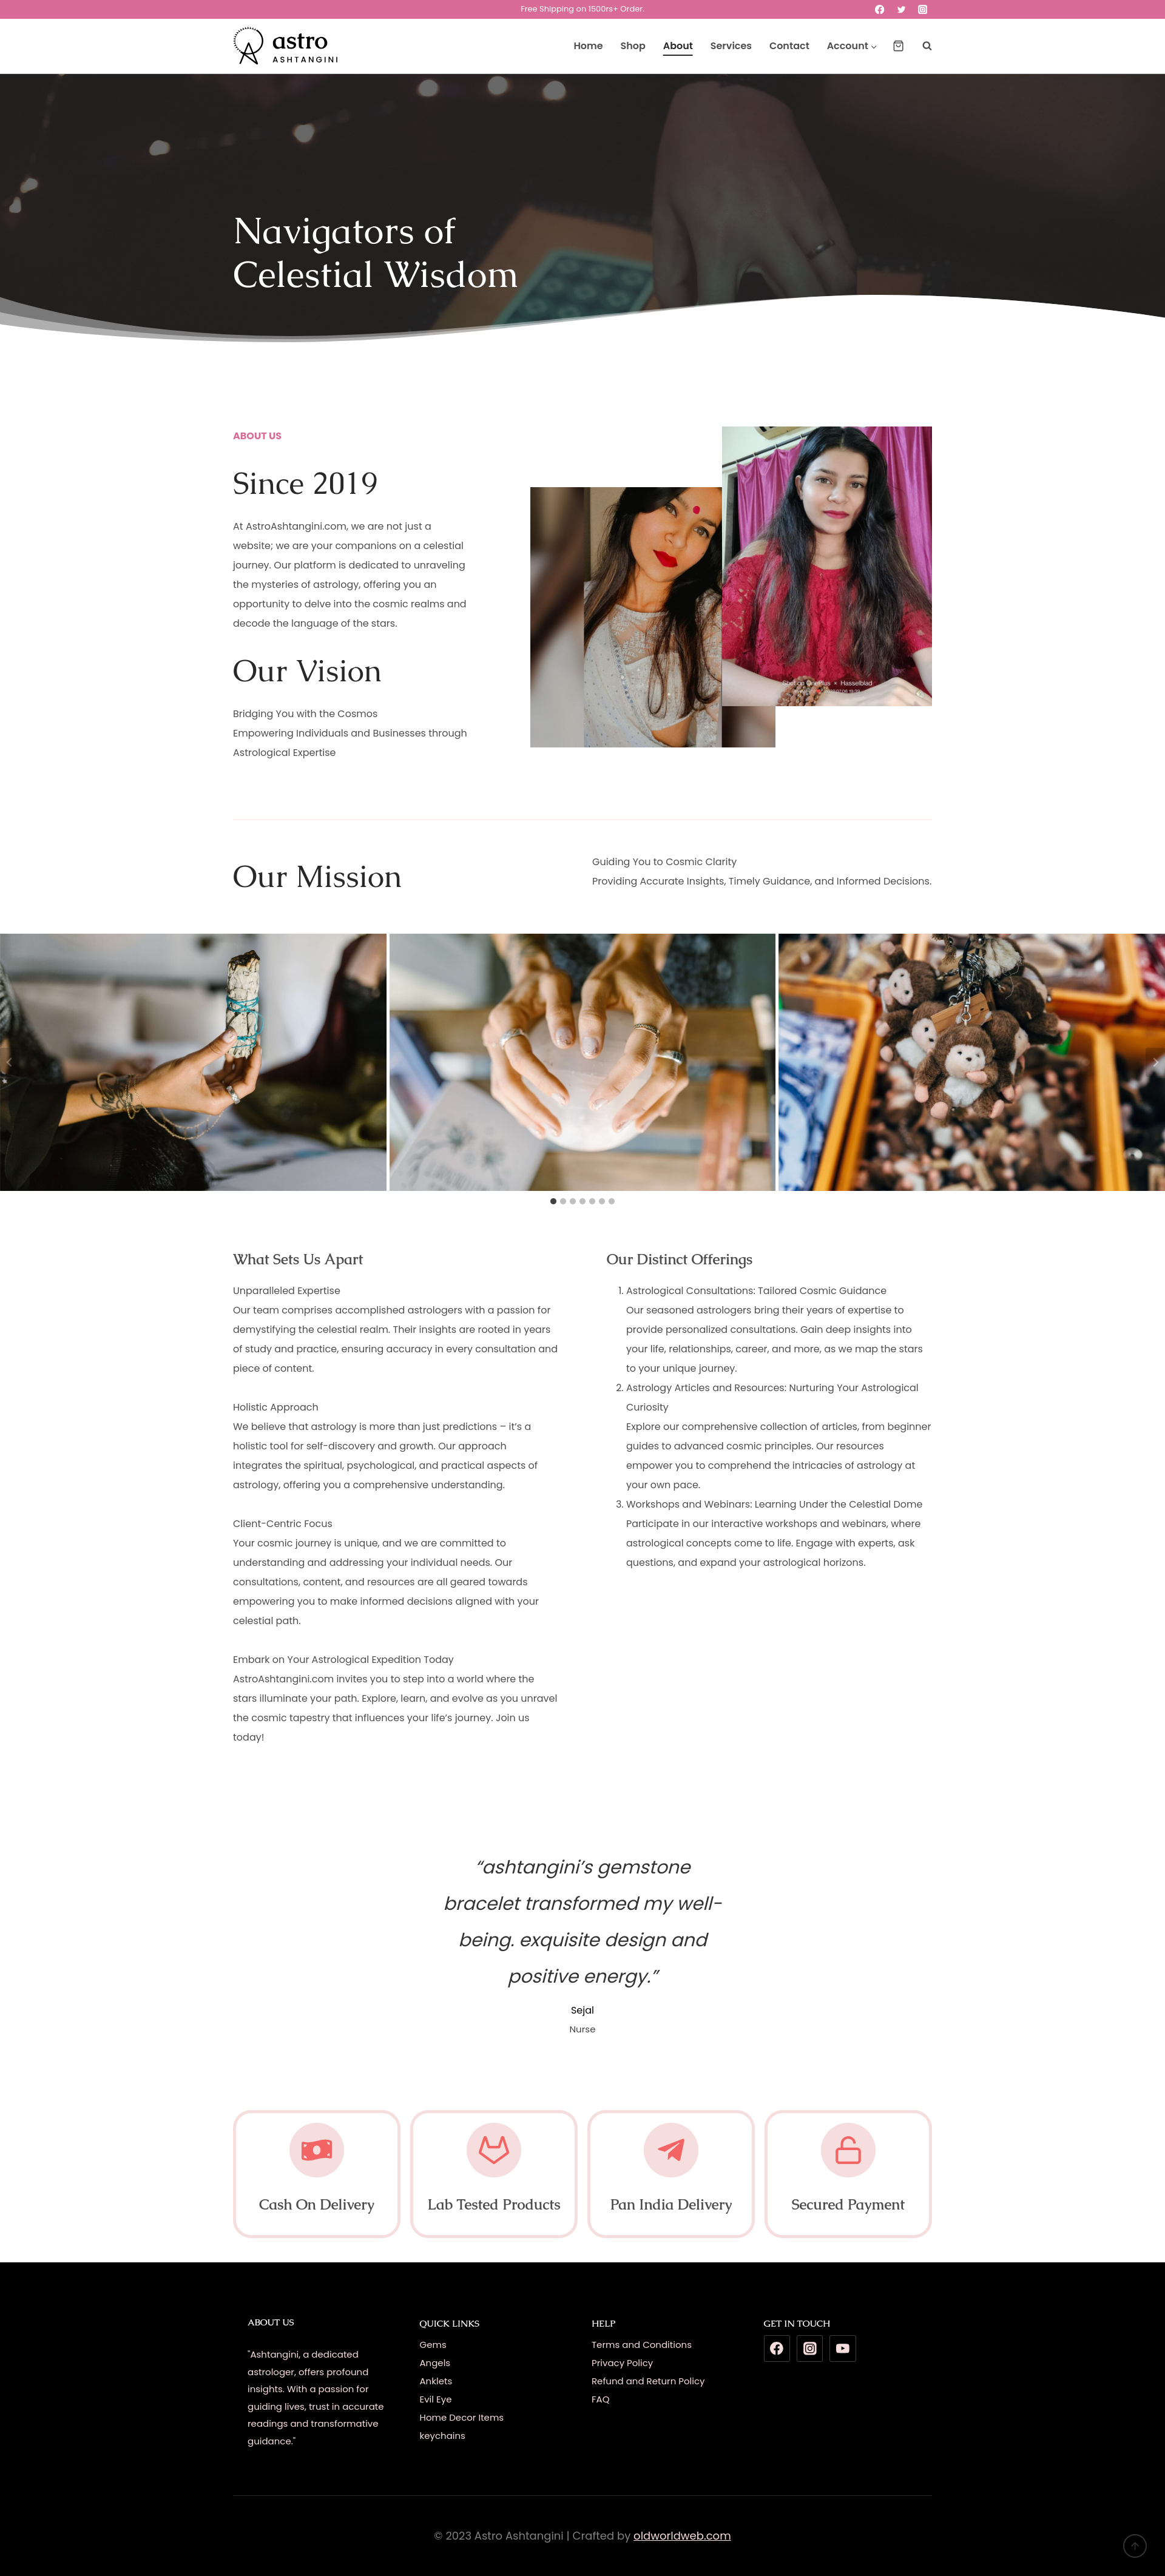 Free Shipping on 1500rs+ Order.
astro
ASHTANGINI
Home Shop About Services Contact Account
Navigators of
Celestial Wisdom
ABOUT US
Since 2019
At AstroAshtangini.com, we are not just a
website; we are your companions on a celestial
journey. Our platform is dedicated to unraveling
the mysteries of astrology, offering you an
opportunity to delve into the cosmic realms and
decode the language of the stars.
Our Vision
Bridging You with the Cosmos
Empowering Individuals and Businesses through
Astrological Expertise
Hasselblad
Our Mission
Guiding You to Cosmic Clarity
Providing Accurate Insights, Timely Guidance, and Informed Decisions.
What Sets Us Apart
Unparalleled Expertise
Our team comprises accomplished astrologers with a passion for
demystifying the celestial realm. Their insights are rooted in years
of study and practice, ensuring accuracy in every consultation and
piece of content.
Holistic Approach
We believe that astrology is more than just predictions – it’s a
holistic tool for self-discovery and growth. Our approach
integrates the spiritual, psychological, and practical aspects of
astrology, offering you a comprehensive understanding.
Client-Centric Focus
Your cosmic journey is unique, and we are committed to
understanding and addressing your individual needs. Our
consultations, content, and resources are all geared towards
empowering you to make informed decisions aligned with your
celestial path.
Embark on Your Astrological Expedition Today
AstroAshtangini.com invites you to step into a world where the
stars illuminate your path. Explore, learn, and evolve as you unravel
the cosmic tapestry that influences your life’s journey. Join us
today!
Our Distinct Offerings
1. Astrological Consultations: Tailored Cosmic Guidance
Our seasoned astrologers bring their years of expertise to
provide personalized consultations. Gain deep insights into
your life, relationships, career, and more, as we map the stars
to your unique journey.
2. Astrology Articles and Resources: Nurturing Your Astrological
Curiosity
Explore our comprehensive collection of articles, from beginner
guides to advanced cosmic principles. Our resources
empower you to comprehend the intricacies of astrology at
your own pace.
3. Workshops and Webinars: Learning Under the Celestial Dome
Participate in our interactive workshops and webinars, where
astrological concepts come to life. Engage with experts, ask
questions, and expand your astrological horizons.
“ashtangini’s gemstone
bracelet transformed my well-
being. exquisite design and
positive energy.”
Sejal
Nurse
Cash On Delivery
Lab Tested Products
Pan India Delivery
Secured Payment
ABOUT US
"Ashtangini, a dedicated
astrologer, offers profound
insights. With a passion for
guiding lives, trust in accurate
readings and transformative
guidance."
QUICK LINKS
Gems
Angels
Anklets
Evil Eye
Home Decor Items
keychains
HELP
Terms and Conditions
Privacy Policy
Refund and Return Policy
FAQ
GET IN TOUCH
© 2023 Astro Ashtangini | Crafted by oldworldweb.com